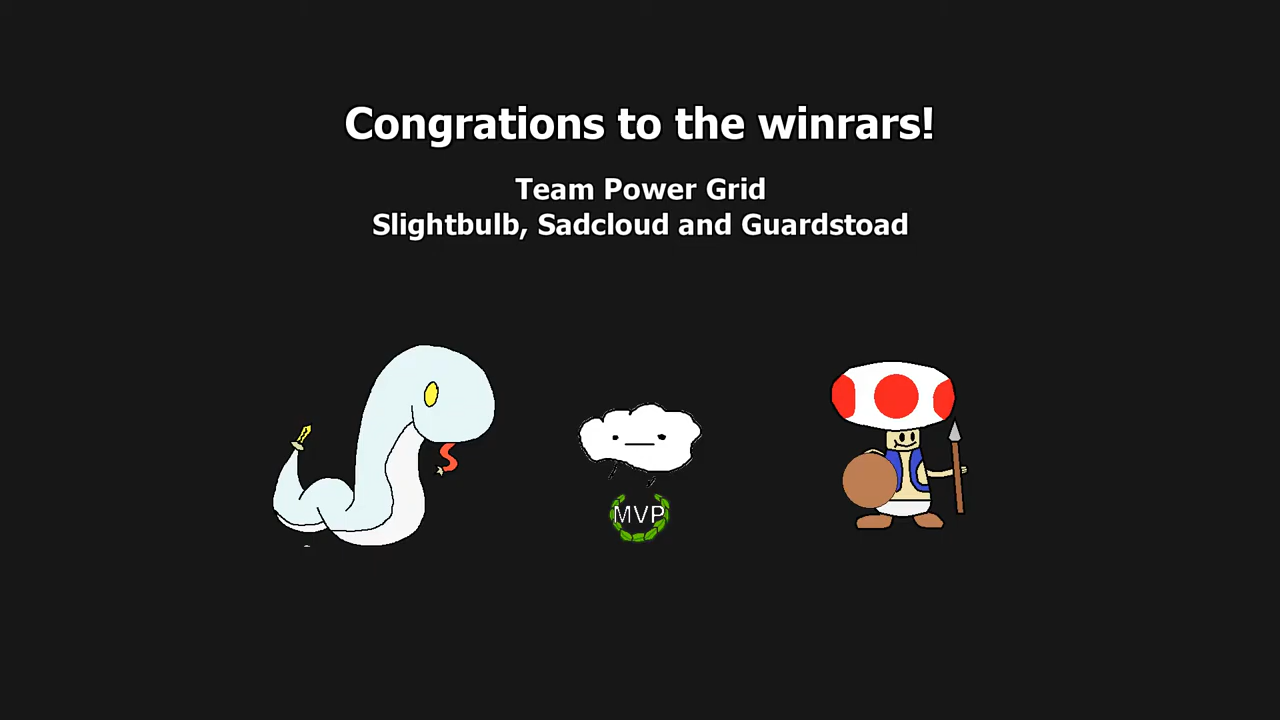 Congrations to the winrars!
Team Power Grid
Slightbulb, Sadcloud and Guardstoad
MVP